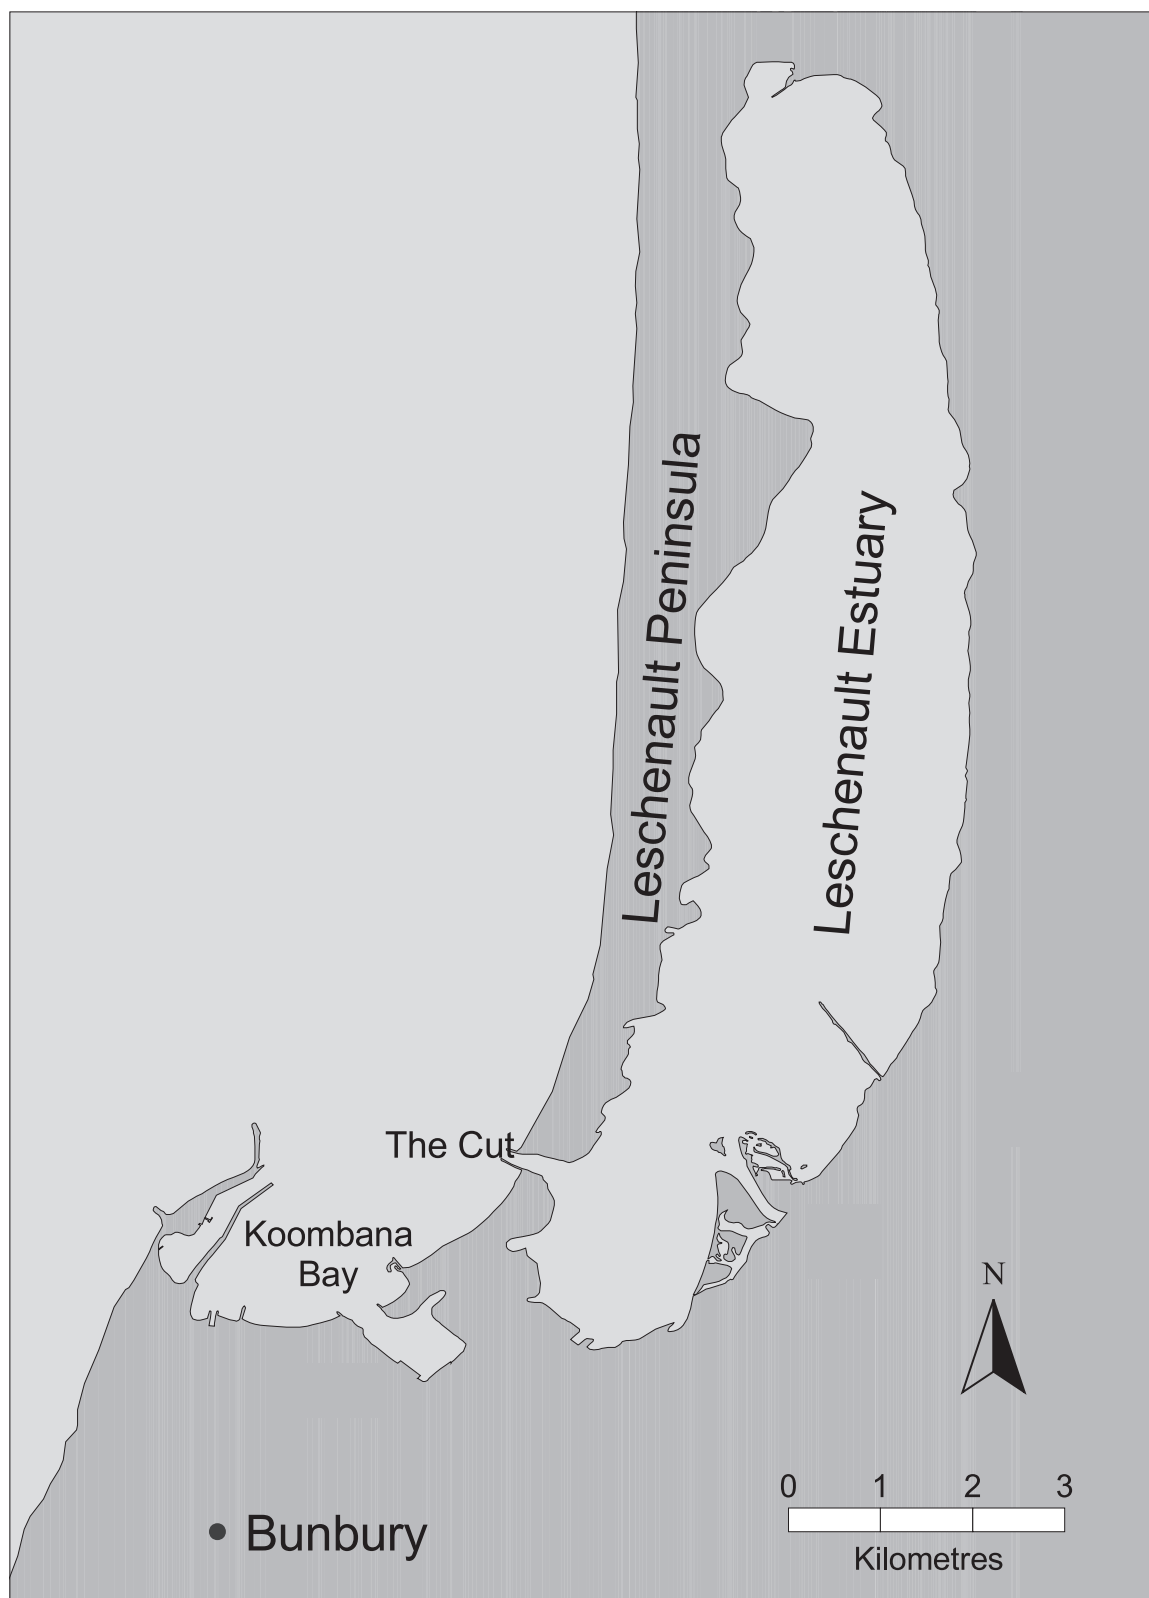 Leschenault Peninsula
Leschenault Estuary
The Cut
Koombana
Bay
N
0 1 2 3
Kilometres
Bunbury